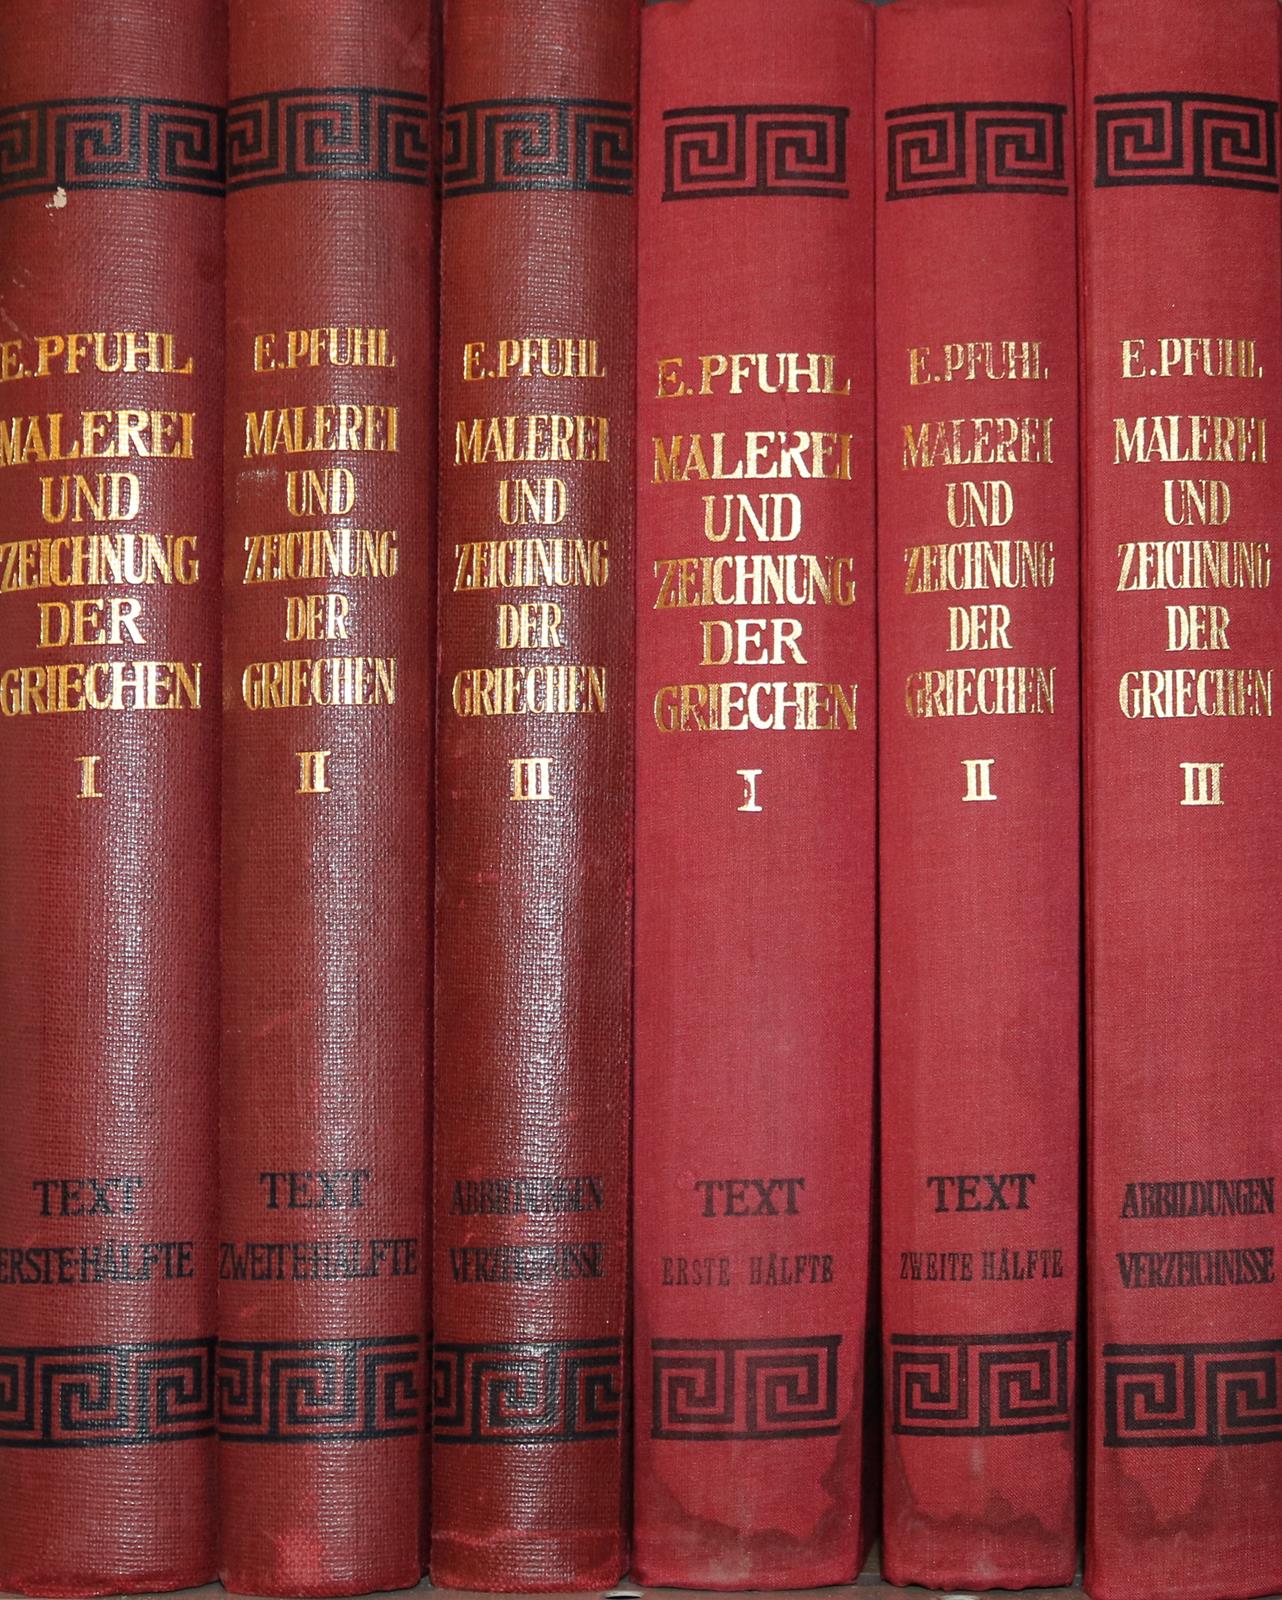 E.PFUHL
MALEREI
UND
ZEICHNUNG
DER
GRIECHEN
I
TEXT
ERSTE·HÄLFTE
E.PFUHL
MALEREI
UND
ZEICHNUNG
DER
GRIECHEN
II
TEXT
ZWEITE HÄLFTE
E.PFUHL
MALEREI
UND
ZEICHNUNG
DER
GRIECHEN
III
ABBILDUNGEN
VERZEICHNISSE
E.PFUHL
MALEREI
UND
ZEICHNUNG
DER
GRIECHEN
I
TEXT
ERSTE HÄLFTE
E.PFUHL
MALEREI
UND
ZEICHNUNG
DER
GRIECHEN
II
TEXT
ZWEITE HÄLFTE
E.PFUHL
MALEREI
UND
ZEICHNUNG
DER
GRIECHEN
III
ABBILDUNGEN
VERZEICHNISSE